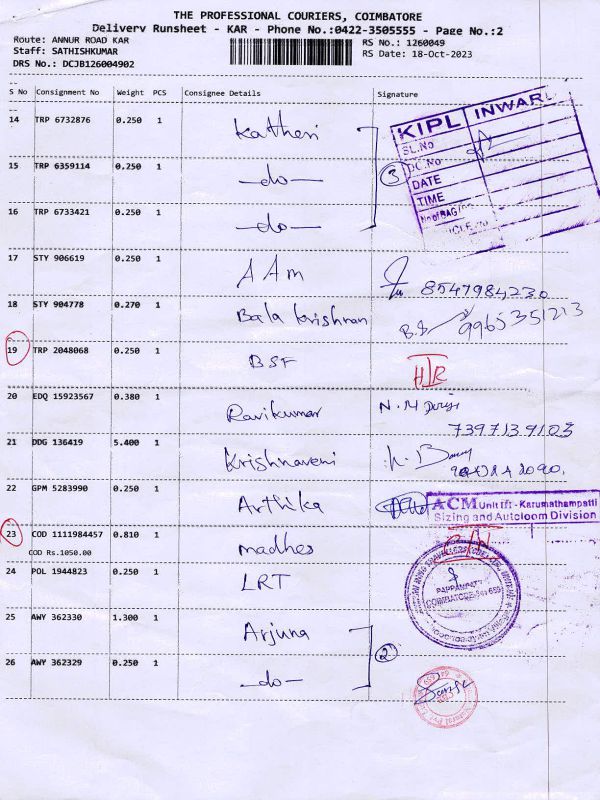 THE PROFESSIONAL COURIERS, COIMBATORE
Delivery Runsheet - KAR - Phone No.:0422-3505555 - Page No.:2
Route: ANNUR ROAD KAR RS No.: 1260049
Staff: SATHISHKUMAR RS Date: 18-Oct-2023
DRS No.: DCJB126004902
S No Consignment No Weight PCS Consignee Details Signature
14 TRP 6732876 0.250 1 Katheri
15 TRP 6359114 0.250 1 -do- 3
16 TRP 6733421 0.250 1 -do-
KIPL INWARD
SL.No
DC.No
DATE
TIME
17 STY 906619 0.250 1 AAm 8547984230
18 STY 904778 0.270 1 Bala Krishnan B.S 9965351213
19 TRP 2048068 0.250 1 BSF
20 EDQ 15923567 0.380 1 Ravikumar N.M
7397139103
21 DDG 136419 5.400 1 Krishnaveni
22 GPM 5283990 0.250 1 Arthika
ACM Unit III - Karumathampatti
Sizing and Autoloom Division
23 COD 1111984457 0.810 1 madhes
COD Rs.1050.00
24 POL 1944823 0.250 1 LRT
PAPPAMPATTI
COIMBATORE-641 659
25 AWY 362330 1.300 1 Arjuna
2
26 AWY 362329 0.250 1 -do-